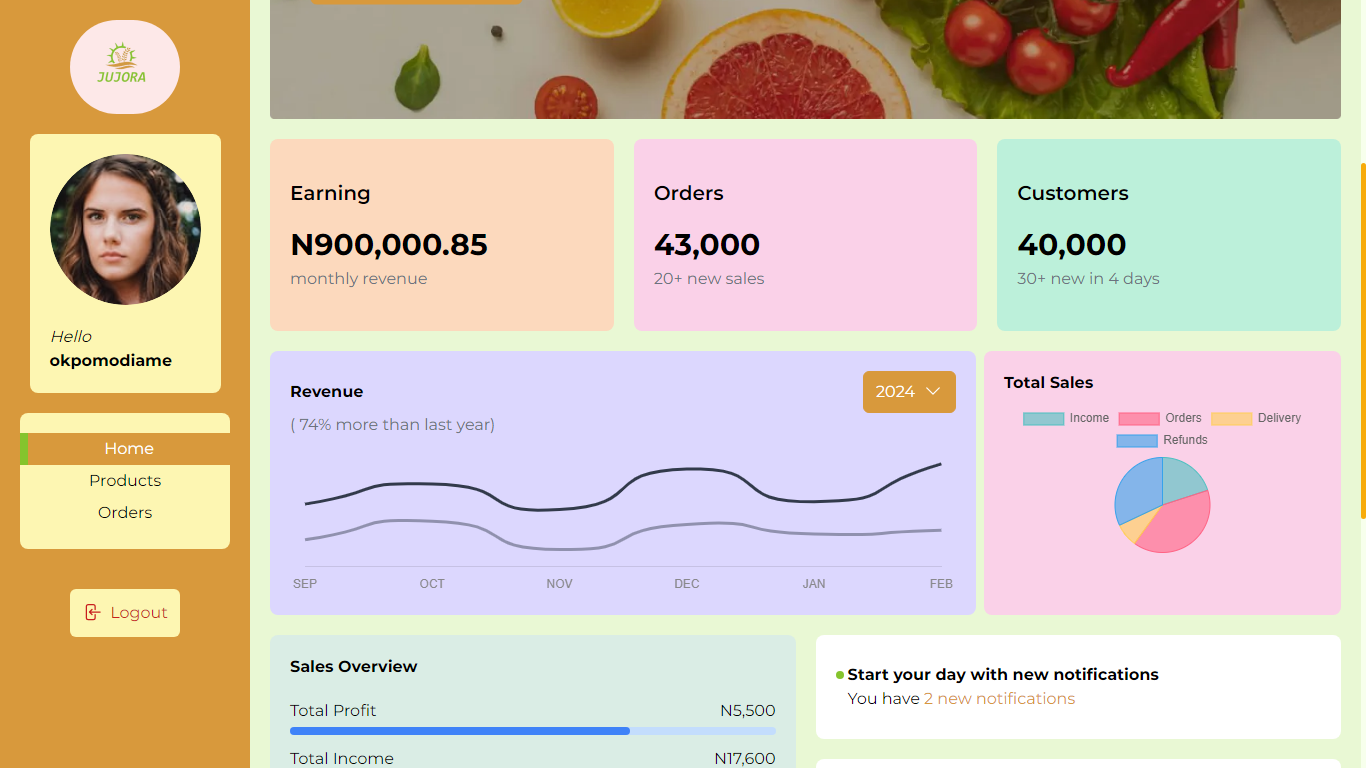 JUJORA
Hello
okpomodiame
Home
Products
Orders
Logout
Earning
N900,000.85
monthly revenue
Orders
43,000
20+ new sales
Customers
40,000
30+ new in 4 days
Revenue
2024
( 74% more than last year)
SEP OCT NOV DEC JAN FEB
Total Sales
Income Orders Delivery
Refunds
Sales Overview
Total Profit N5,500
Total Income N17,600
Start your day with new notifications
You have 2 new notifications